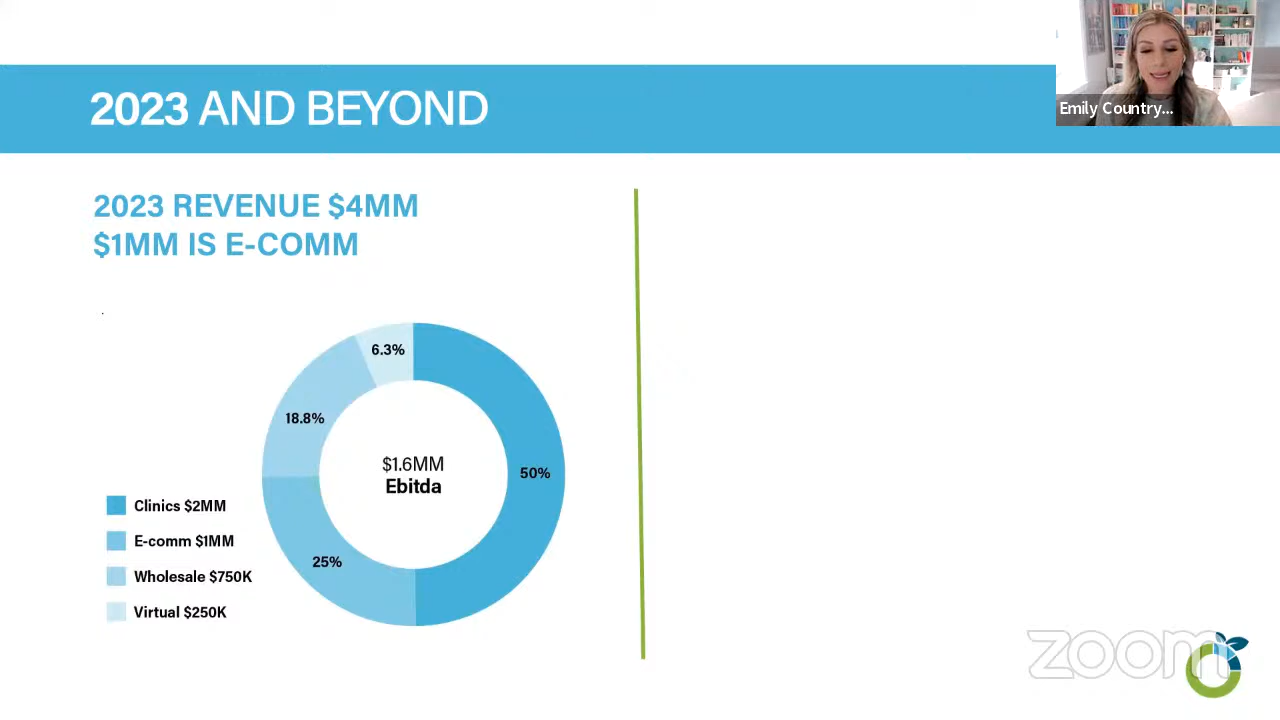 2023 AND BEYOND
Emily Country...
2023 REVENUE $4MM
$1MM IS E-COMM
.
6.3%
18.8%
$1.6MM
Ebitda
50%
25%
Clinics $2MM
E-comm $1MM
Wholesale $750K
Virtual $250K
zoom